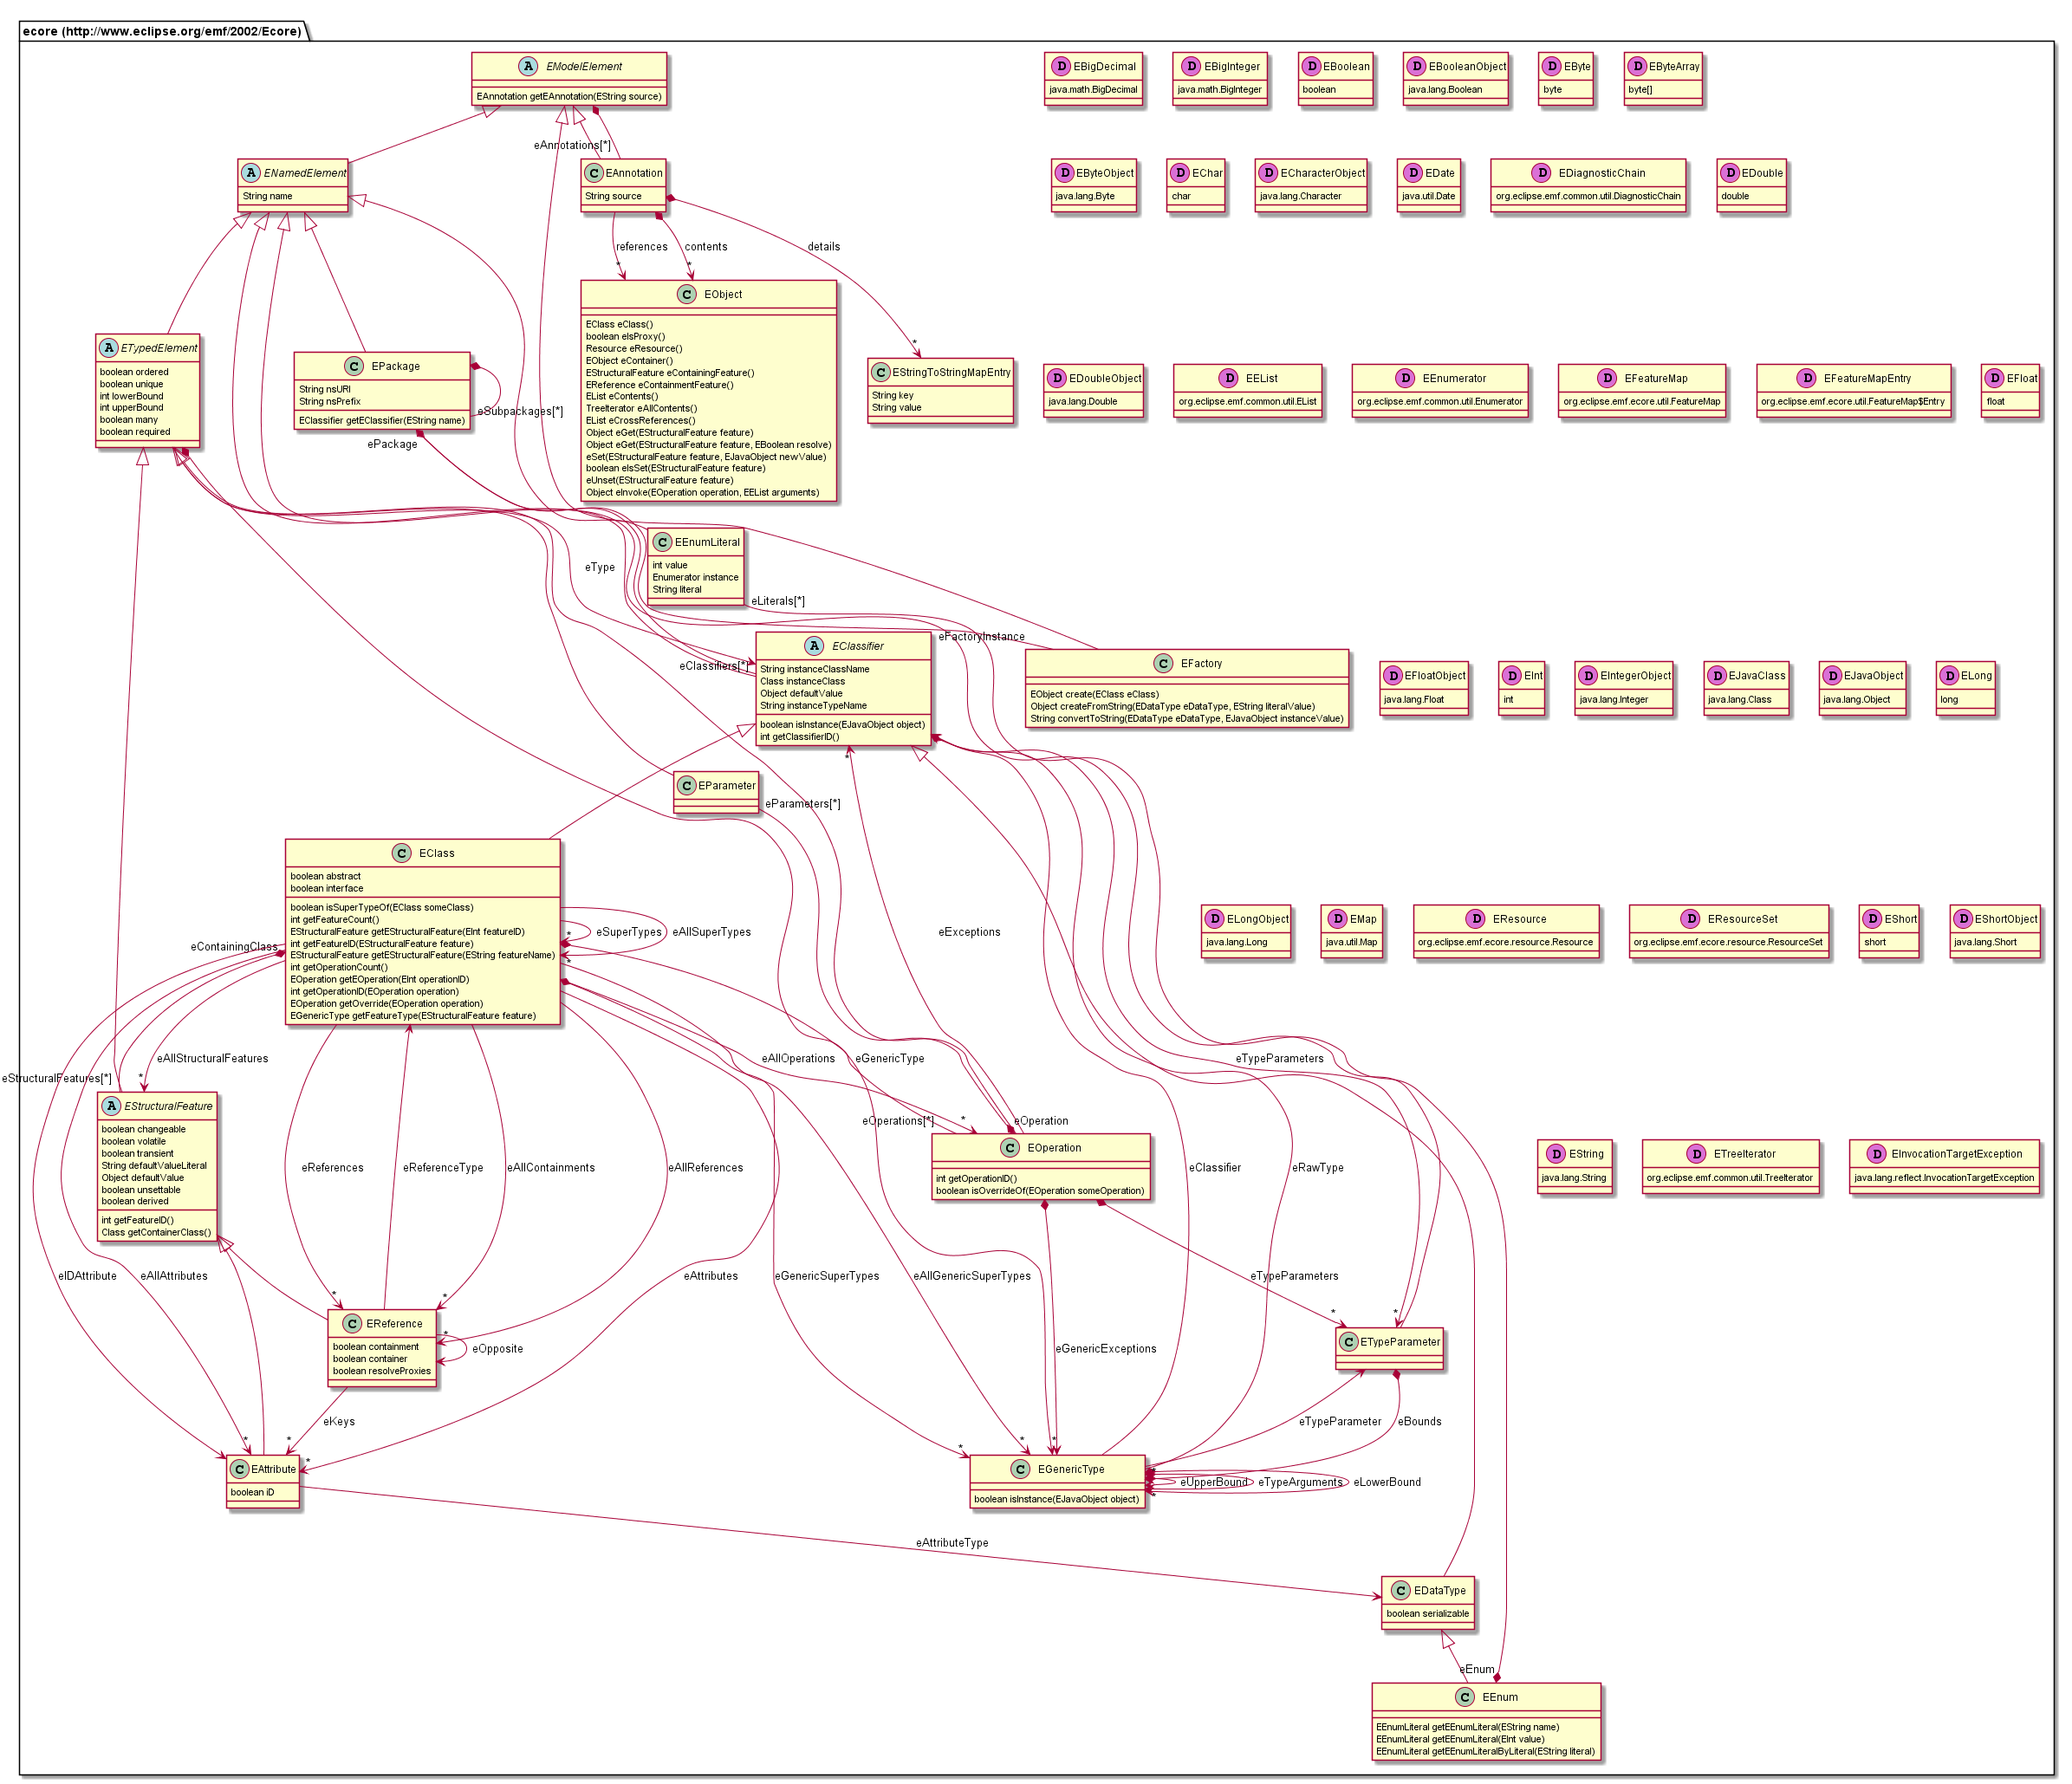 ecore (http://www.eclipse.org/emf/2002/Ecore)
A EModelElement
EAnnotation getEAnnotation(EString source)
D EBigDecimal
java.math.BigDecimal
D EBigInteger
java.math.BigInteger
D EBoolean
boolean
D EBooleanObject
java.lang.Boolean
D EByte
byte
D EByteArray
byte[]
eAnnotations[*]
A ENamedElement
String name
C EAnnotation
String source
D EByteObject
java.lang.Byte
D EChar
char
D ECharacterObject
java.lang.Character
D EDate
java.util.Date
D EDiagnosticChain
org.eclipse.emf.common.util.DiagnosticChain
D EDouble
double
references
*
contents
*
details
*
C EObject
EClass eClass()
boolean eIsProxy()
Resource eResource()
EObject eContainer()
EStructuralFeature eContainingFeature()
EReference eContainmentFeature()
EList eContents()
TreeIterator eAllContents()
EList eCrossReferences()
Object eGet(EStructuralFeature feature)
Object eGet(EStructuralFeature feature, EBoolean resolve)
eSet(EStructuralFeature feature, EJavaObject newValue)
boolean eIsSet(EStructuralFeature feature)
eUnset(EStructuralFeature feature)
Object eInvoke(EOperation operation, EEList arguments)
A ETypedElement
boolean ordered
boolean unique
int lowerBound
int upperBound
boolean many
boolean required
C EPackage
String nsURI
String nsPrefix
EClassifier getEClassifier(EString name)
eSubpackages[*]
ePackage
C EStringToStringMapEntry
String key
String value
D EDoubleObject
java.lang.Double
D EEList
org.eclipse.emf.common.util.EList
D EEnumerator
org.eclipse.emf.common.util.Enumerator
D EFeatureMap
org.eclipse.emf.ecore.util.FeatureMap
D EFeatureMapEntry
org.eclipse.emf.ecore.util.FeatureMap$Entry
D EFloat
float
C EEnumLiteral
int value
Enumerator instance
String literal
eType
eLiterals[*]
eFactoryInstance
eClassifiers[*]
A EClassifier
String instanceClassName
Class instanceClass
Object defaultValue
String instanceTypeName
boolean isInstance(EJavaObject object)
int getClassifierID()
*
C EFactory
EObject create(EClass eClass)
Object createFromString(EDataType eDataType, EString literalValue)
String convertToString(EDataType eDataType, EJavaObject instanceValue)
D EFloatObject
java.lang.Float
D EInt
int
D EIntegerObject
java.lang.Integer
D EJavaClass
java.lang.Class
D EJavaObject
java.lang.Object
D ELong
long
C EParameter
eParameters[*]
C EClass
boolean abstract
boolean interface
boolean isSuperTypeOf(EClass someClass)
int getFeatureCount()
EStructuralFeature getEStructuralFeature(EInt featureID)
int getFeatureID(EStructuralFeature feature)
EStructuralFeature getEStructuralFeature(EString featureName)
int getOperationCount()
EOperation getEOperation(EInt operationID)
int getOperationID(EOperation operation)
EOperation getOverride(EOperation operation)
EGenericType getFeatureType(EStructuralFeature feature)
*
eSuperTypes
*
eAllSuperTypes
eContainingClass
eExceptions
D ELongObject
java.lang.Long
D EMap
java.util.Map
D EResource
org.eclipse.emf.ecore.resource.Resource
D EResourceSet
org.eclipse.emf.ecore.resource.ResourceSet
D EShort
short
D EShortObject
java.lang.Short
eStructuralFeatures[*]
eAllStructuralFeatures
*
eAllOperations
*
eGenericType
eTypeParameters
eOperations[*]
eOperation
A EStructuralFeature
boolean changeable
boolean volatile
boolean transient
String defaultValueLiteral
Object defaultValue
boolean unsettable
boolean derived
int getFeatureID()
Class getContainerClass()
eReferences
eReferenceType
eAllContainments
eAllReferences
C EOperation
int getOperationID()
boolean isOverrideOf(EOperation someOperation)
eClassifier
eRawType
D EString
java.lang.String
D ETreeIterator
org.eclipse.emf.common.util.TreeIterator
D EInvocationTargetException
java.lang.reflect.InvocationTargetException
eIDAttribute
eAllAttributes
*
*
eAttributes
eGenericSuperTypes
eAllGenericSuperTypes
eTypeParameters
*
*
C EReference
boolean containment
boolean container
boolean resolveProxies
*
eOpposite
eGenericExceptions
C ETypeParameter
eKeys
*
*
*
eTypeParameter
eBounds
*
*
*
C EAttribute
boolean iD
C EGenericType
boolean isInstance(EJavaObject object)
*
*
eUpperBound
eTypeArguments
eLowerBound
eAttributeType
C EDataType
boolean serializable
eEnum
C EEnum
EEnumLiteral getEEnumLiteral(EString name)
EEnumLiteral getEEnumLiteral(EInt value)
EEnumLiteral getEEnumLiteralByLiteral(EString literal)